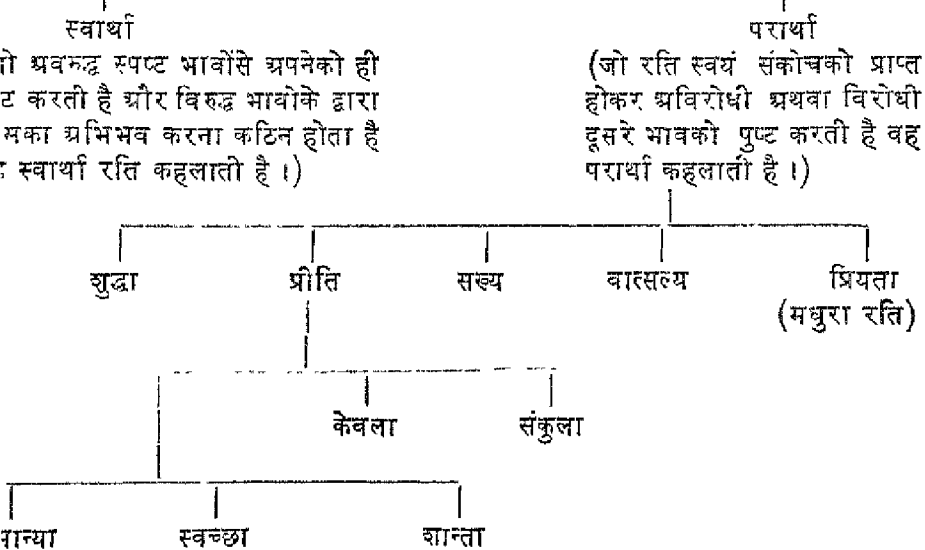 स्वार्था
अवरुद्ध स्पष्ट भावोंसे अपनेको ही
करती है और विरुद्ध भावोके द्वारा
अभिभव करना कठिन होता है
स्वार्था रति कहलाती है ।)
परार्था
(जो रति स्वयं संकोचको प्राप्त
होकर अविरोधी अथवा विरोधी
दूसरे भावको पुष्ट करती है वह
परार्था कहलाती है ।)
शुद्धा प्रीति सख्य वात्सल्य प्रियता
(मधुरा रति)
केवला संकुला
स्वच्छा शान्ता